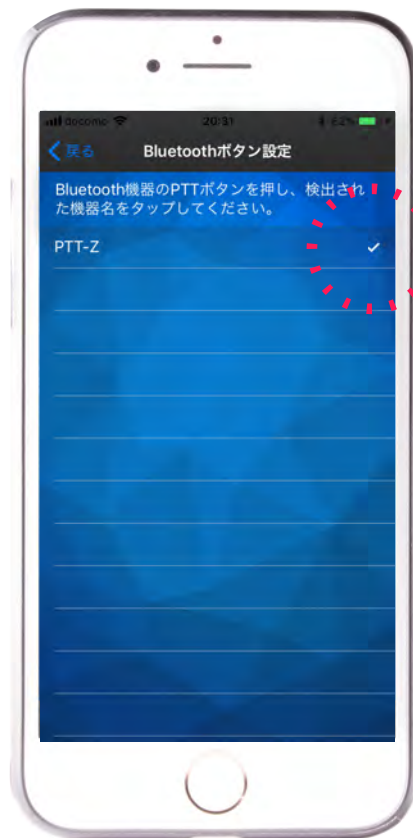 docomo 20:31 62%
戻る Bluetoothボタン設定
Bluetooth機器のPTTボタンを押し、検出され
た機器名をタップしてください。
PTT-Z